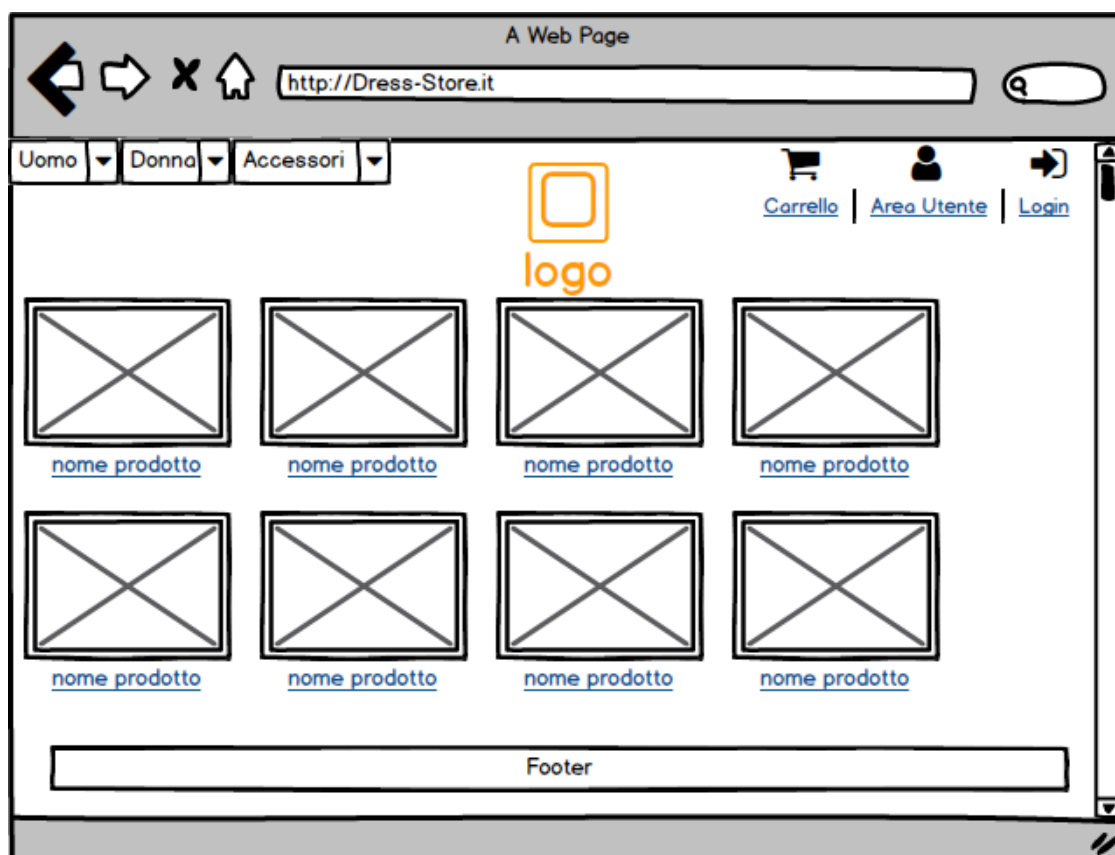 A Web Page
http://Dress-Store.it
Uomo Donna Accessori
Carrello Area Utente Login
logo
nome prodotto nome prodotto nome prodotto nome prodotto
nome prodotto nome prodotto nome prodotto nome prodotto
Footer